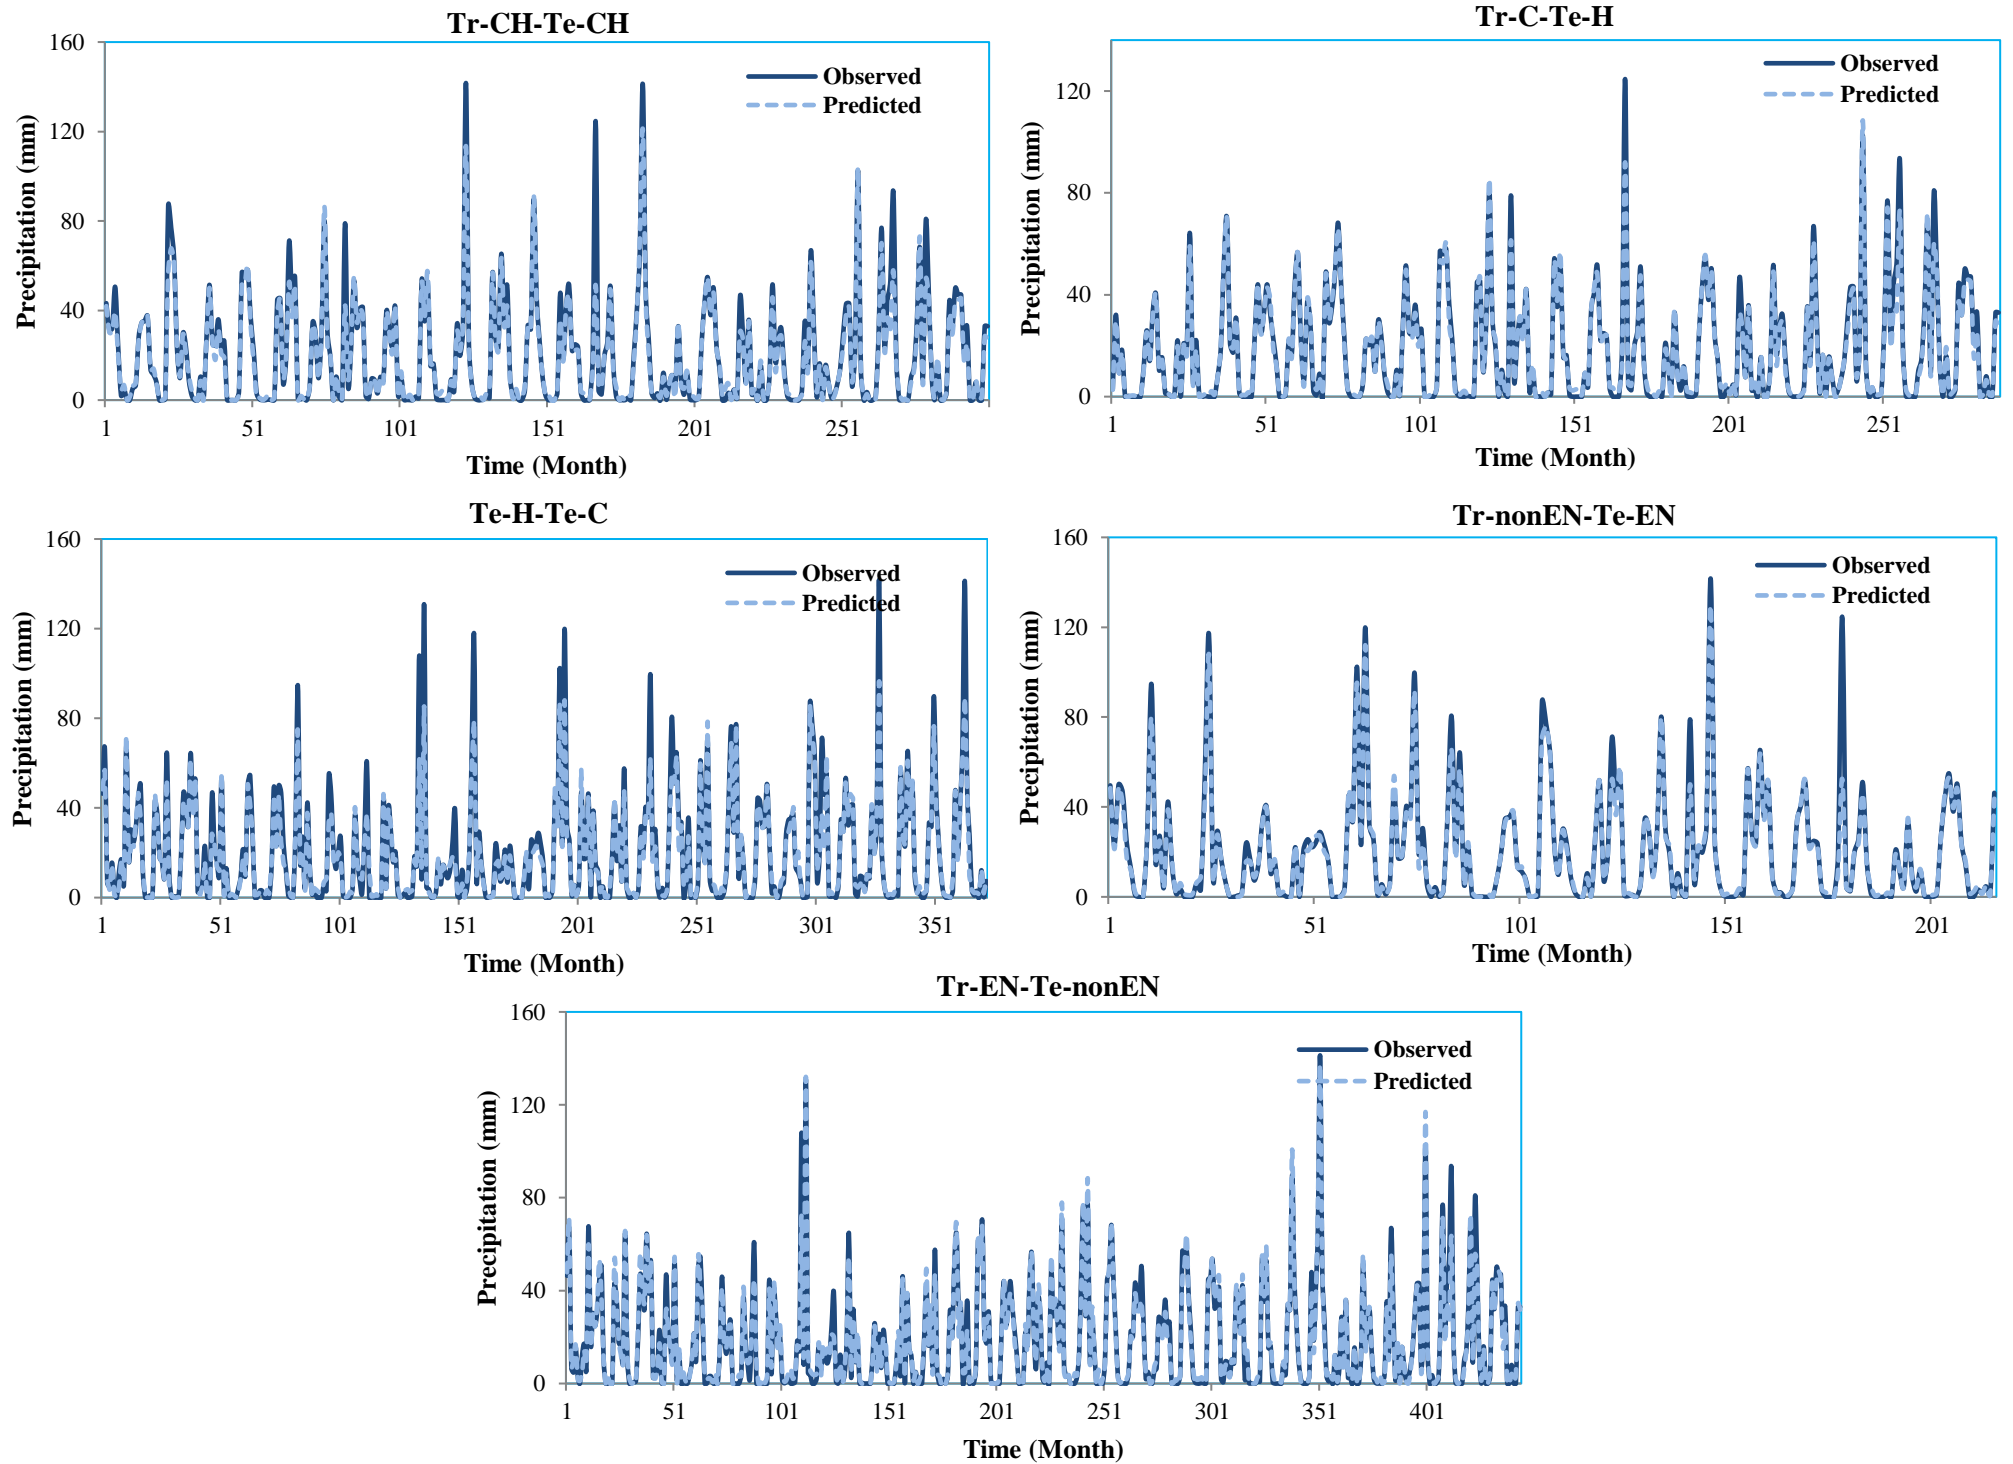 Tr-CH-Te-CH
160
120
80
40
0
Precipitation (mm)
Observed
Predicted
1 51 101 151 201 251
Time (Month)
Tr-C-Te-H
120
80
40
0
Precipitation (mm)
Observed
Predicted
1 51 101 151 201 251
Time (Month)
Te-H-Te-C
160
120
80
40
0
Precipitation (mm)
Observed
Predicted
1 51 101 151 201 251 301 351
Time (Month)
Tr-nonEN-Te-EN
160
120
80
40
0
Precipitation (mm)
Observed
Predicted
1 51 101 151 201
Time (Month)
Tr-EN-Te-nonEN
160
120
80
40
0
Precipitation (mm)
Observed
Predicted
1 51 101 151 201 251 301 351 401
Time (Month)